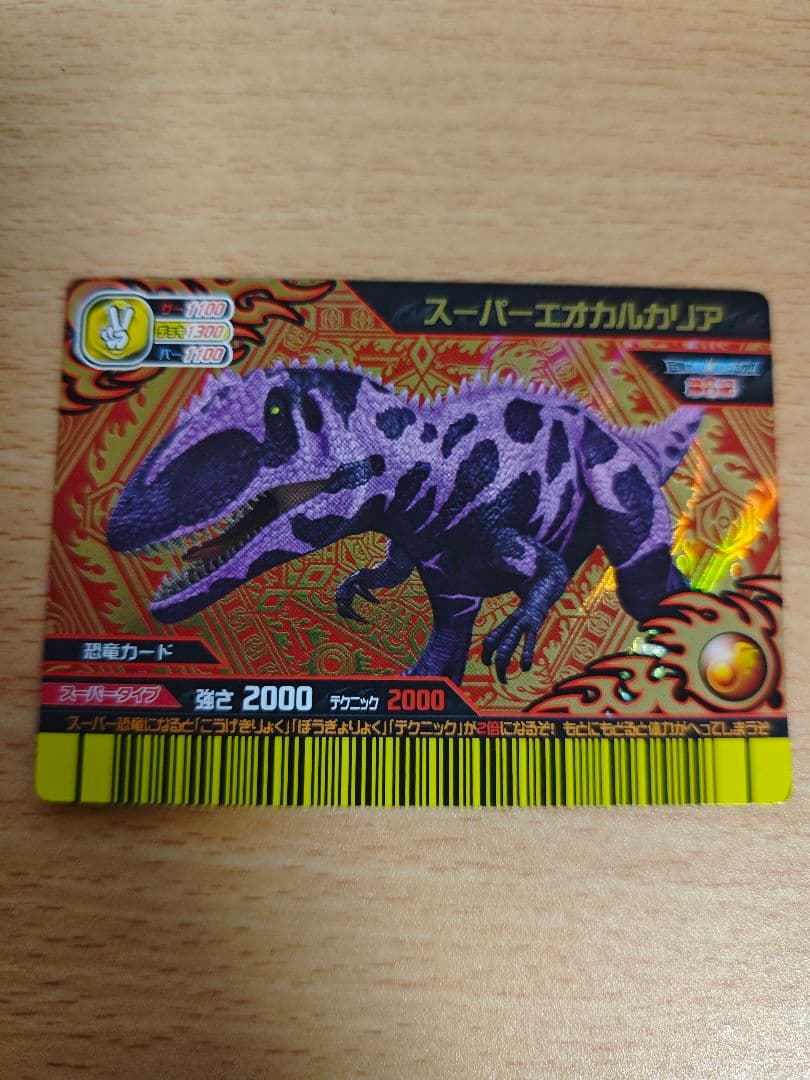 グー 1100
チョキ 1300
パー 1100
スーパーエオカルカリア
恐竜カード
スーパータイプ 強さ 2000 テクニック 2000
スーパー恐竜になると「こうげきりょく」「ぼうぎょりょく」「テクニック」が2倍になるぞ! もとにもどると体力がへってしまうぞ